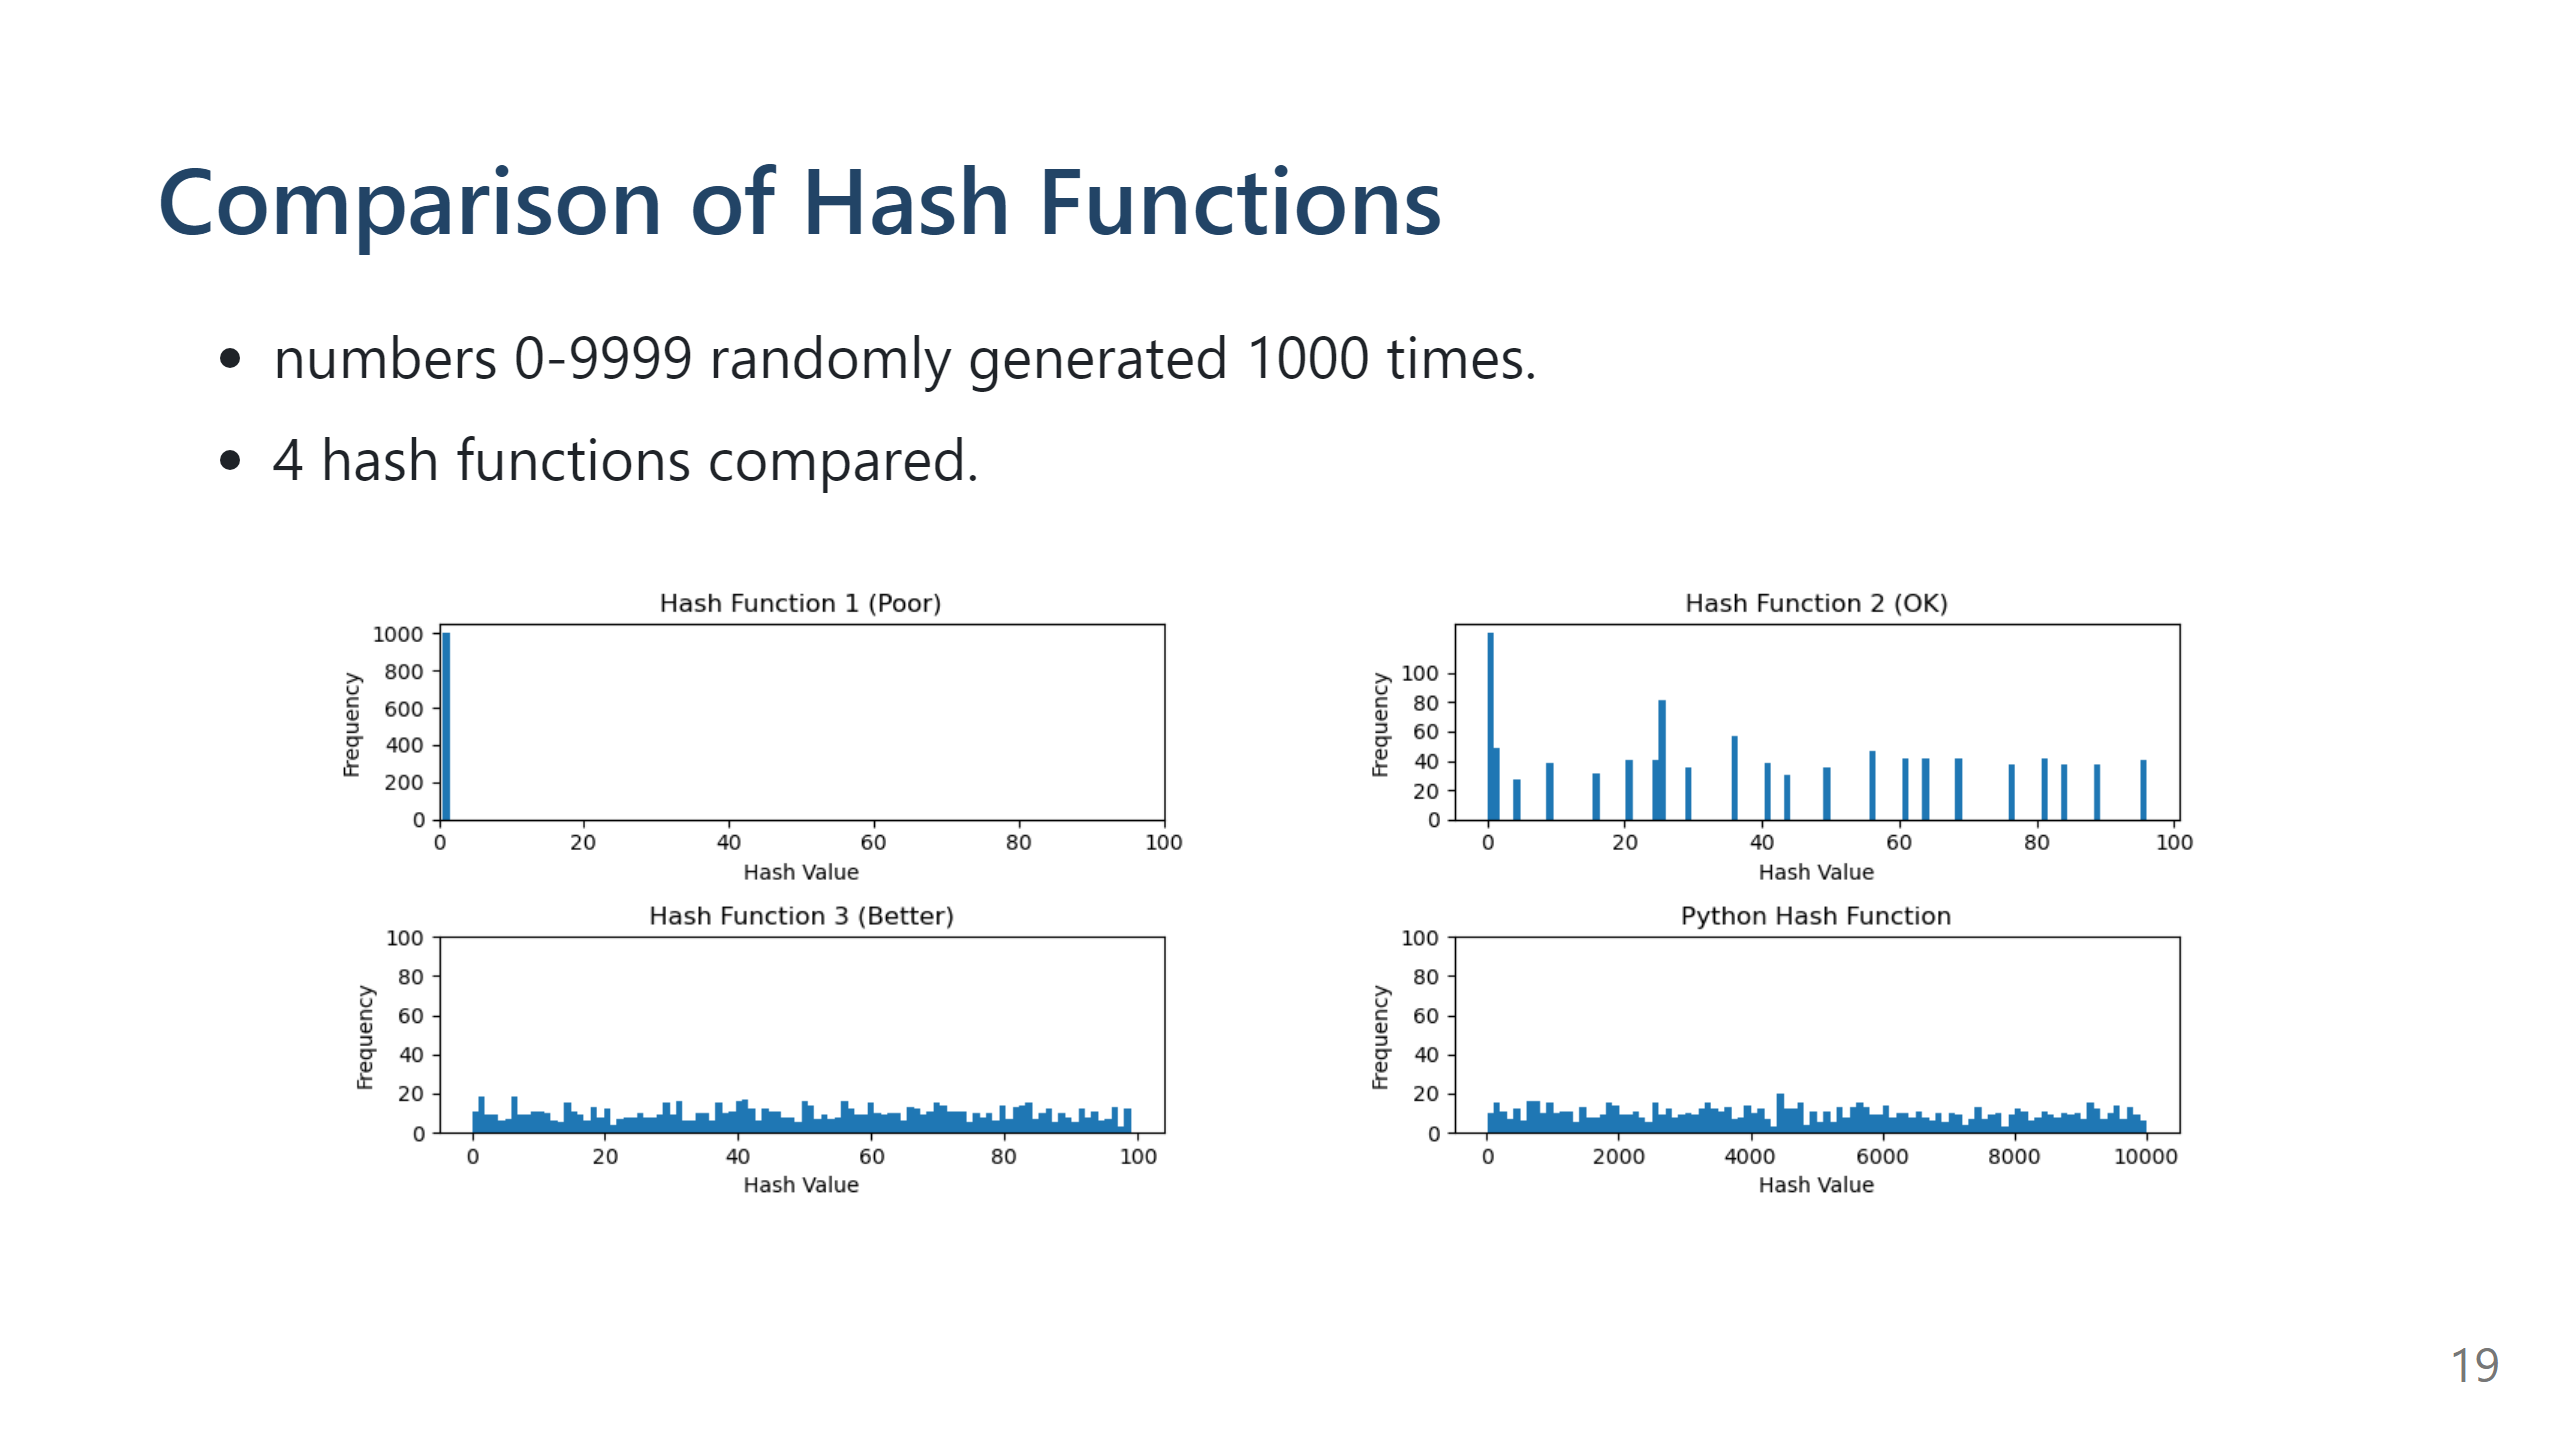 Comparison of Hash Functions
• numbers 0-9999 randomly generated 1000 times.
• 4 hash functions compared.
Hash Function 1 (Poor)
1000
800
600
400
200
0
Frequency
0 20 40 60 80 100
Hash Value
Hash Function 2 (OK)
100
80
60
40
20
0
Frequency
0 20 40 60 80 100
Hash Value
Hash Function 3 (Better)
100
80
60
40
20
0
Frequency
0 20 40 60 80 100
Hash Value
Python Hash Function
100
80
60
40
20
0
Frequency
0 2000 4000 6000 8000 10000
Hash Value
19